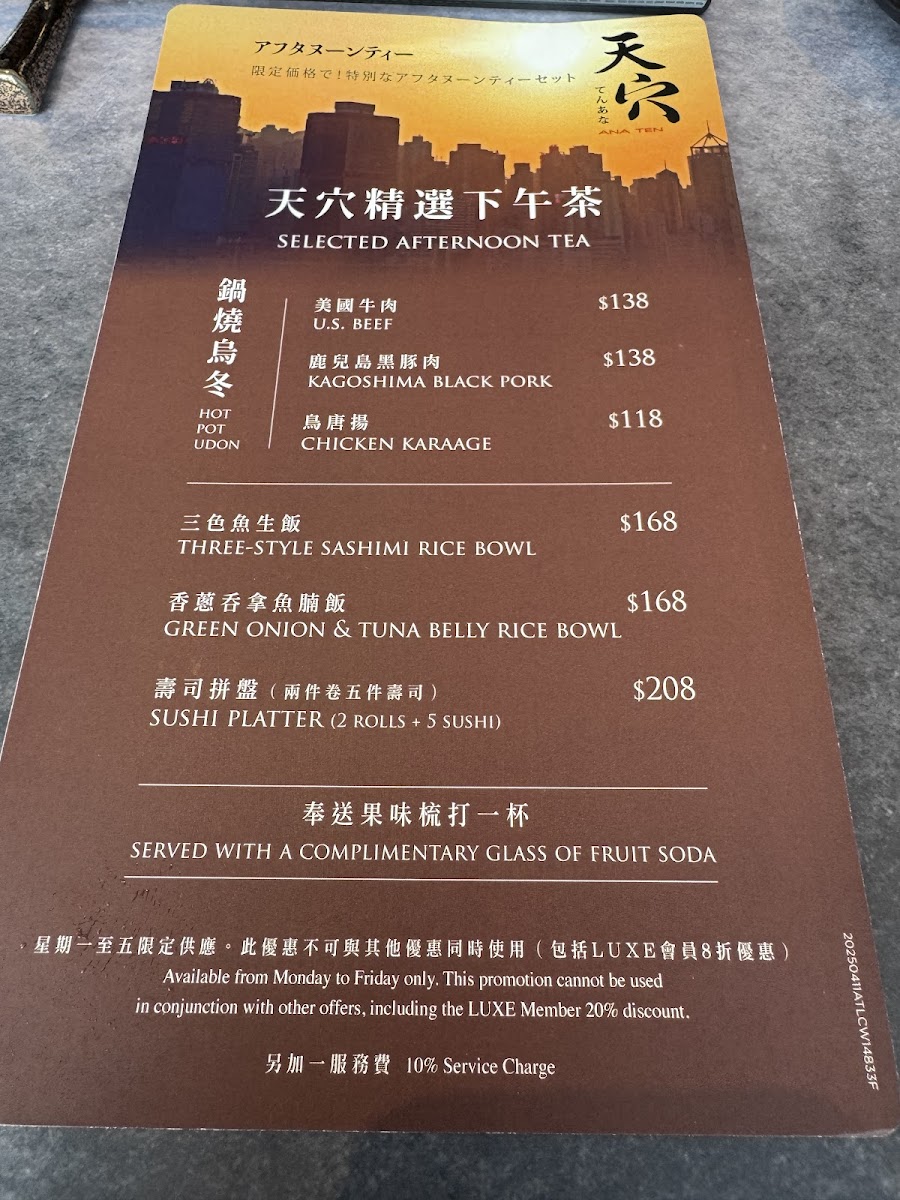 アフタヌーンティー
限定価格で!特別なアフタヌーンティーセット
天穴
てんあな
ANA TEN
天穴精選下午茶
SELECTED AFTERNOON TEA
鍋燒烏冬
HOT
POT
UDON
美國牛肉 $138
U.S. BEEF
鹿兒島黑豚肉 $138
KAGOSHIMA BLACK PORK
鳥唐揚 $118
CHICKEN KARAAGE
三色魚生飯 $168
THREE-STYLE SASHIMI RICE BOWL
香蔥吞拿魚腩飯 $168
GREEN ONION & TUNA BELLY RICE BOWL
壽司拼盤(兩件卷五件壽司) $208
SUSHI PLATTER (2 ROLLS + 5 SUSHI)
奉送果味梳打一杯
SERVED WITH A COMPLIMENTARY GLASS OF FRUIT SODA
星期一至五限定供應。此優惠不可與其他優惠同時使用(包括LUXE會員8折優惠)
Available from Monday to Friday only. This promotion cannot be used
in conjunction with other offers, including the LUXE Member 20% discount.
另加一服務費 10% Service Charge
20250411ATLCW14833F